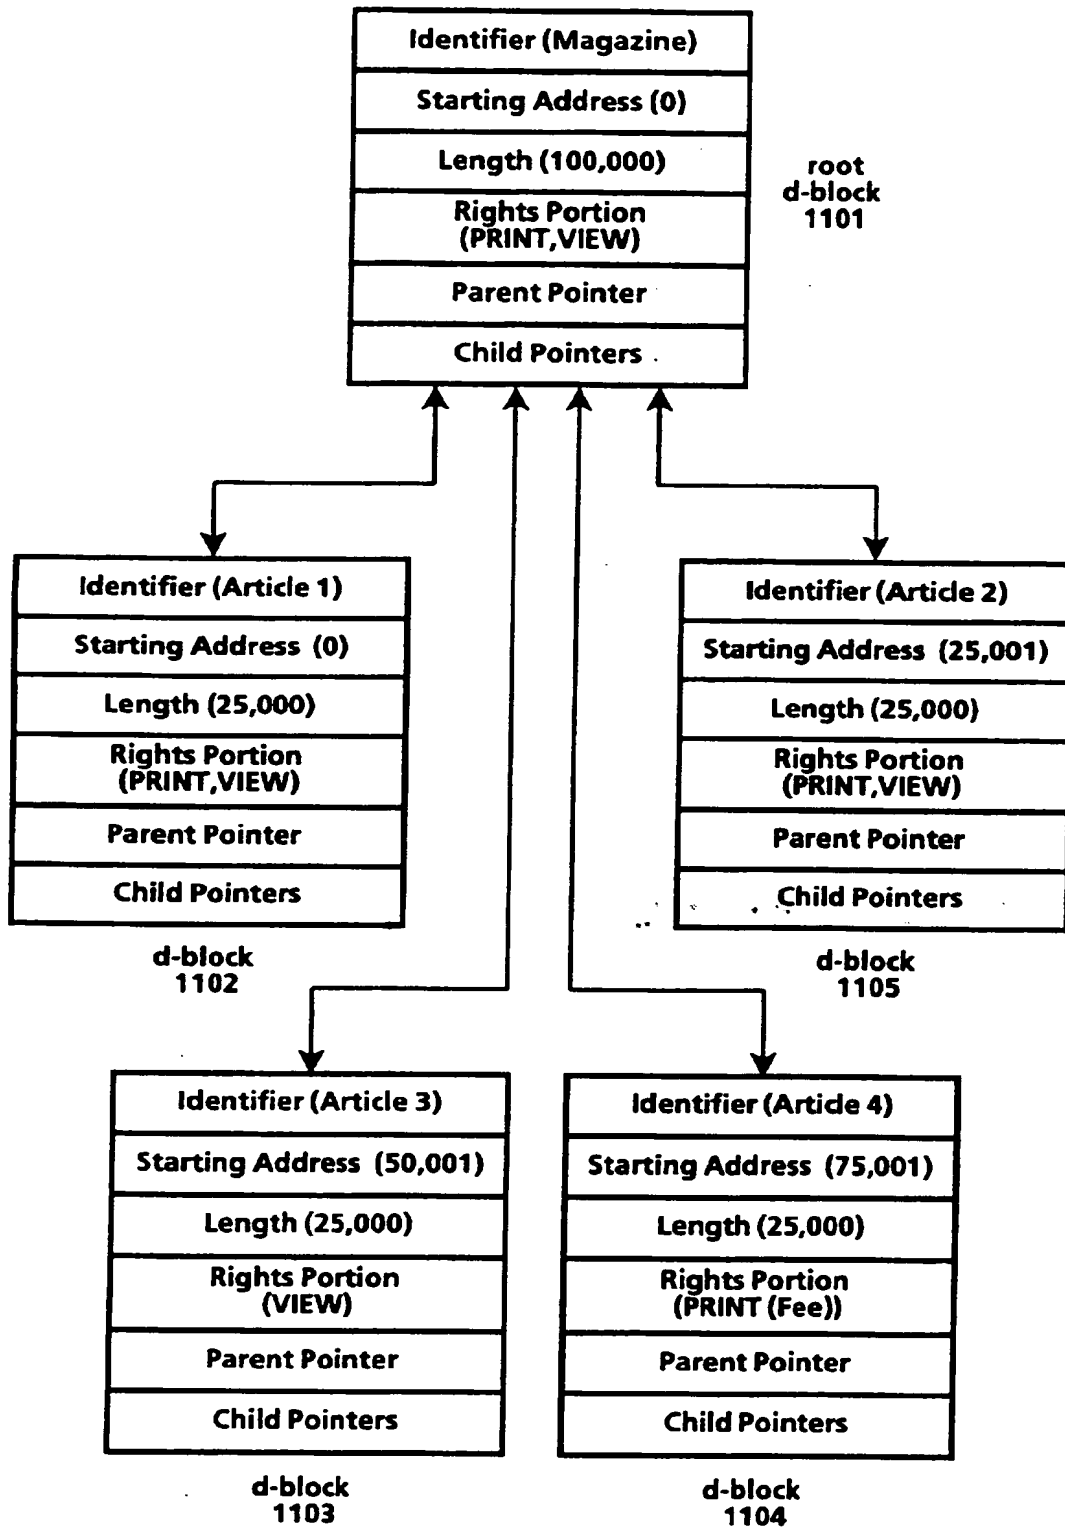 Identifier (Magazine)
Starting Address (0)
Length (100,000)
Rights Portion
(PRINT,VIEW)
Parent Pointer
Child Pointers
root
d-block
1101
Identifier (Article 1)
Starting Address (0)
Length (25,000)
Rights Portion
(PRINT,VIEW)
Parent Pointer
Child Pointers
d-block
1102
Identifier (Article 2)
Starting Address (25,001)
Length (25,000)
Rights Portion
(PRINT,VIEW)
Parent Pointer
Child Pointers
d-block
1105
Identifier (Article 3)
Starting Address (50,001)
Length (25,000)
Rights Portion
(VIEW)
Parent Pointer
Child Pointers
d-block
1103
Identifier (Article 4)
Starting Address (75,001)
Length (25,000)
Rights Portion
(PRINT (Fee))
Parent Pointer
Child Pointers
d-block
1104